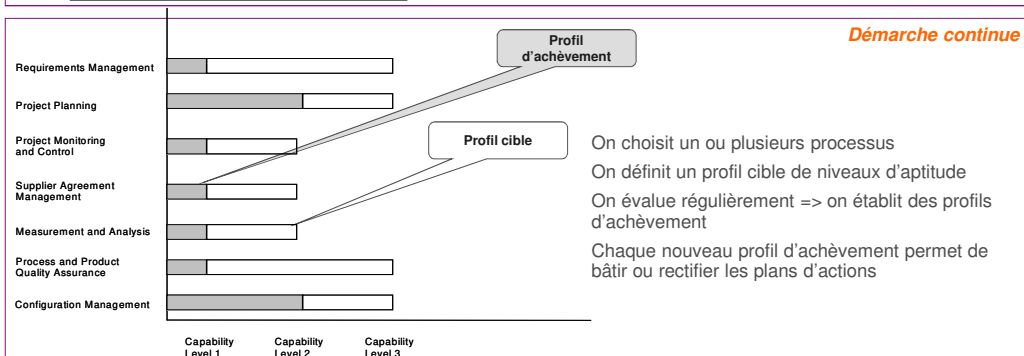 Démarche continue
Profil
d'achèvement
Requirements Management
Project Planning
Project Monitoring
and Control
Profil cible
Supplier Agreement
Management
Measurement and Analysis
Process and Product
Quality Assurance
Configuration Management
On choisit un ou plusieurs processus
On définit un profil cible de niveaux d'aptitude
On évalue régulièrement => on établit des profils
d'achèvement
Chaque nouveau profil d'achèvement permet de
bâtir ou rectifier les plans d'actions
Capability
Level 1
Capability
Level 2
Capability
Level 3